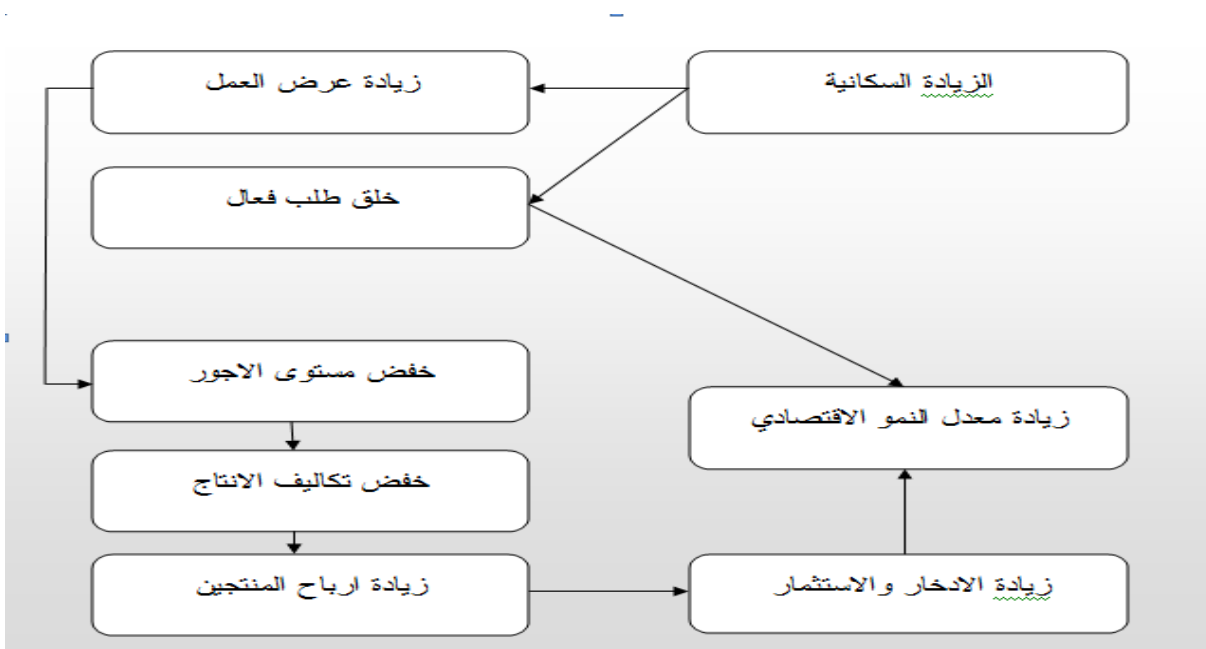 الزيادة السكانية
زيادة عرض العمل
خلق طلب فعال
خفض مستوى الاجور
زيادة معدل النمو الاقتصادي
خفض تكاليف الانتاج
زيادة الادخار والاستثمار
زيادة ارباح المنتجين